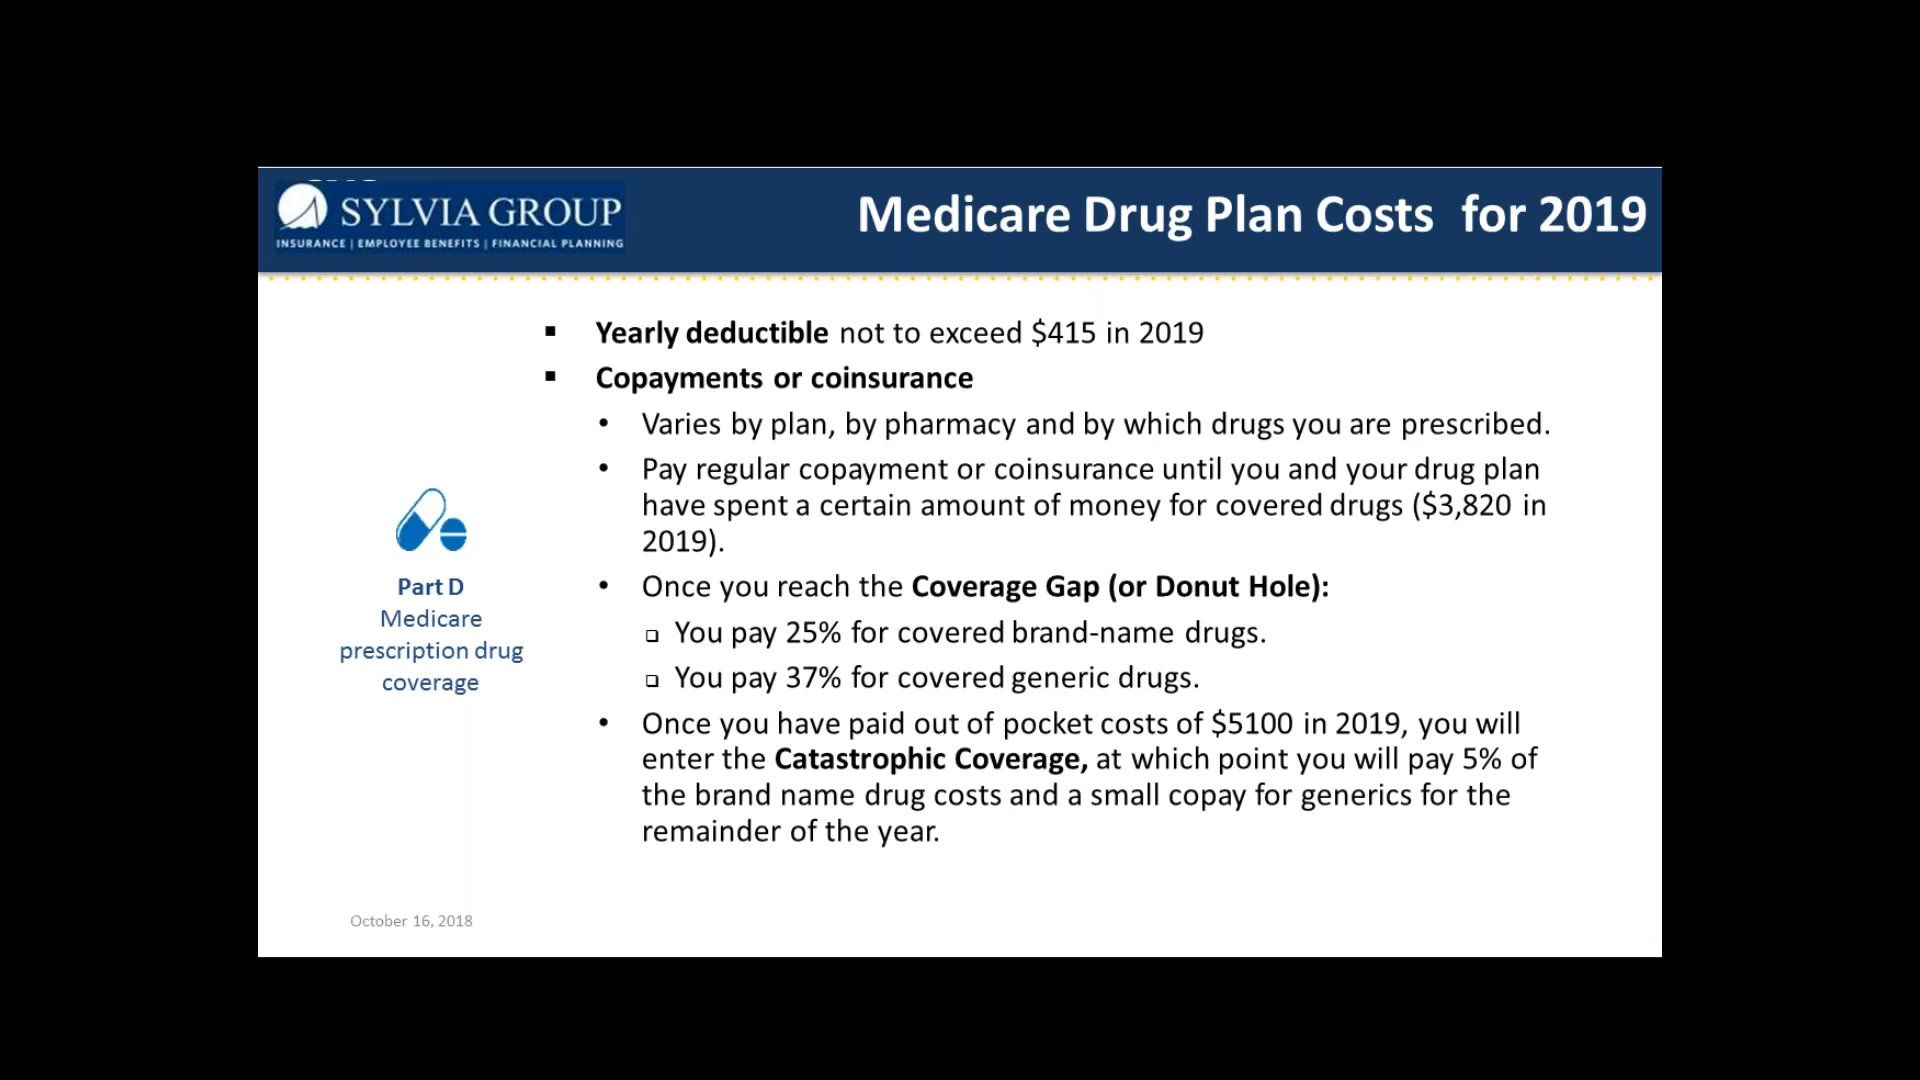 SYLVIA GROUP
INSURANCE | EMPLOYEE BENEFITS | FINANCIAL PLANNING
Medicare Drug Plan Costs for 2019
▪ Yearly deductible not to exceed $415 in 2019
▪ Copayments or coinsurance
• Varies by plan, by pharmacy and by which drugs you are prescribed.
• Pay regular copayment or coinsurance until you and your drug plan
have spent a certain amount of money for covered drugs ($3,820 in
2019).
• Once you reach the Coverage Gap (or Donut Hole):
❑ You pay 25% for covered brand-name drugs.
❑ You pay 37% for covered generic drugs.
• Once you have paid out of pocket costs of $5100 in 2019, you will
enter the Catastrophic Coverage, at which point you will pay 5% of
the brand name drug costs and a small copay for generics for the
remainder of the year.
Part D
Medicare
prescription drug
coverage
October 16, 2018